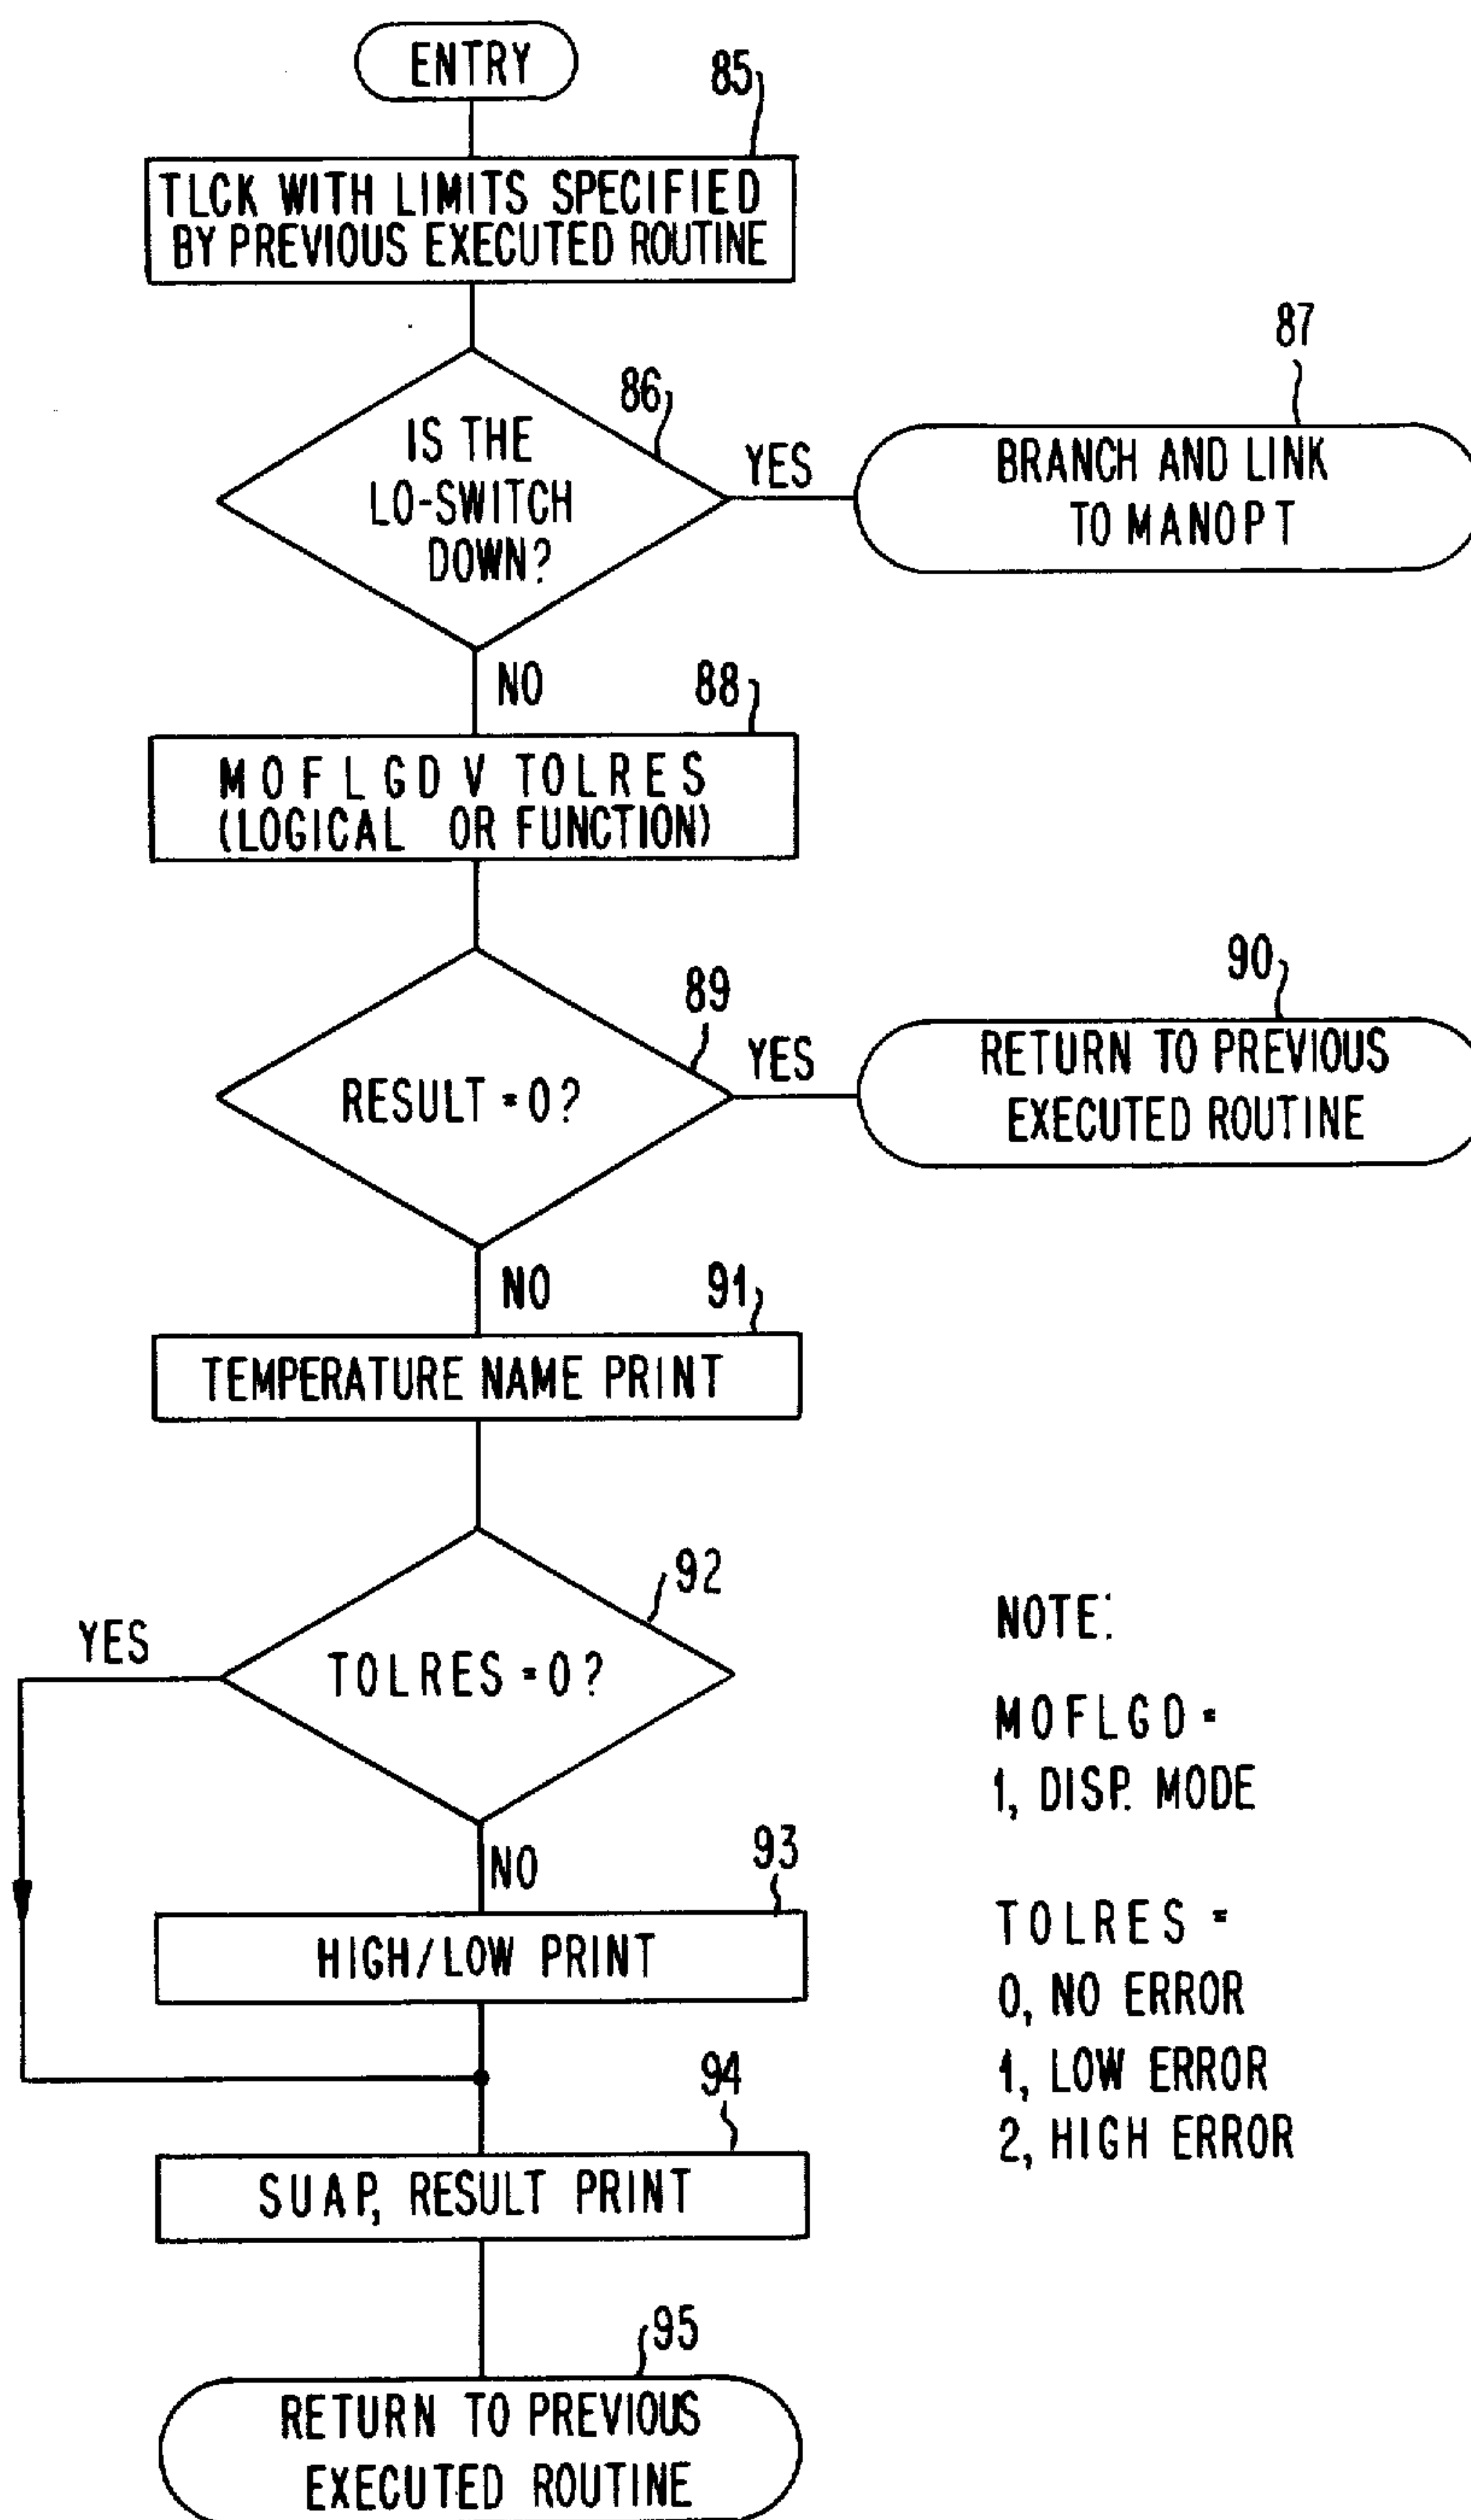 ENTRY
85
TLCK WITH LIMITS SPECIFIED
BY PREVIOUS EXECUTED ROUTINE
86
IS THE
LO-SWITCH
DOWN?
YES
87
BRANCH AND LINK
TO MANOPT
NO
88
MOFLGD V TOLRES
(LOGICAL OR FUNCTION)
89
RESULT = 0?
YES
90
RETURN TO PREVIOUS
EXECUTED ROUTINE
NO
91
TEMPERATURE NAME PRINT
92
TOLRES = 0?
YES
NO
93
HIGH/LOW PRINT
94
SUAP, RESULT PRINT
95
RETURN TO PREVIOUS
EXECUTED ROUTINE
NOTE:
MOFLGD =
1, DISP. MODE
TOLRES =
0, NO ERROR
1, LOW ERROR
2, HIGH ERROR